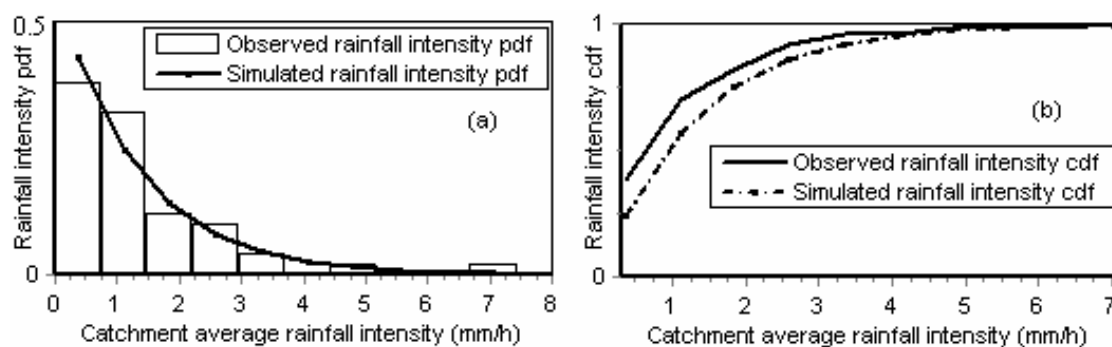 0.5
Rainfall intensity pdf
0
Observed rainfall intensity pdf
Simulated rainfall intensity pdf
(a)
0 1 2 3 4 5 6 7 8
Catchment average rainfall intensity (mm/h)
1
Rainfall intensity cdf
0
(b)
Observed rainfall intensity cdf
Simulated rainfall intensity cdf
1 2 3 4 5 6 7
Catchment average rainfall intensity (mm/h)